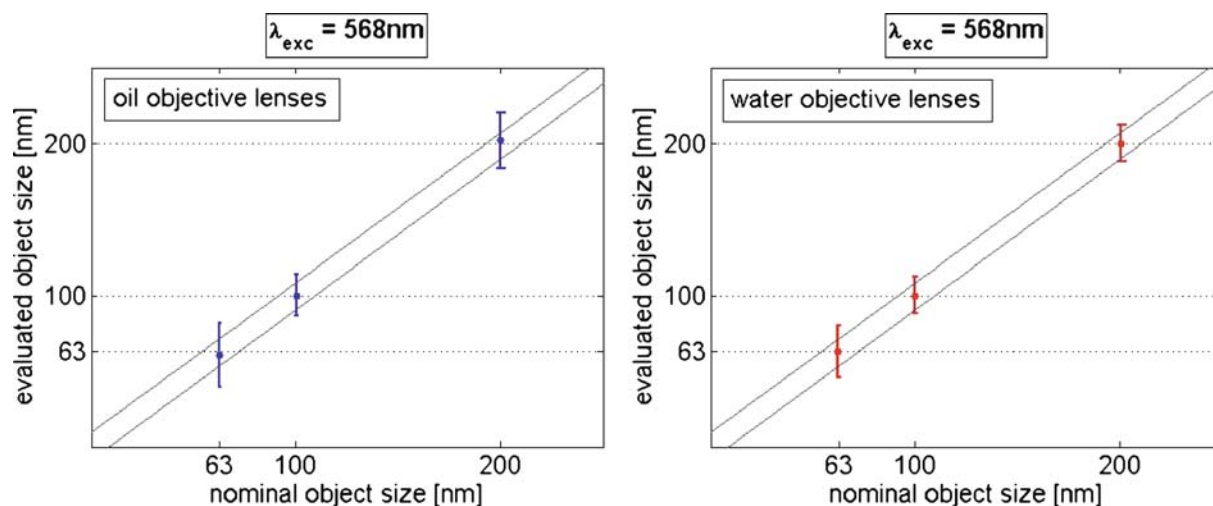 λexc = 568nm
oil objective lenses
evaluated object size [nm]
200
100
63
63 100 200
nominal object size [nm]
λexc = 568nm
water objective lenses
evaluated object size [nm]
200
100
63
63 100 200
nominal object size [nm]